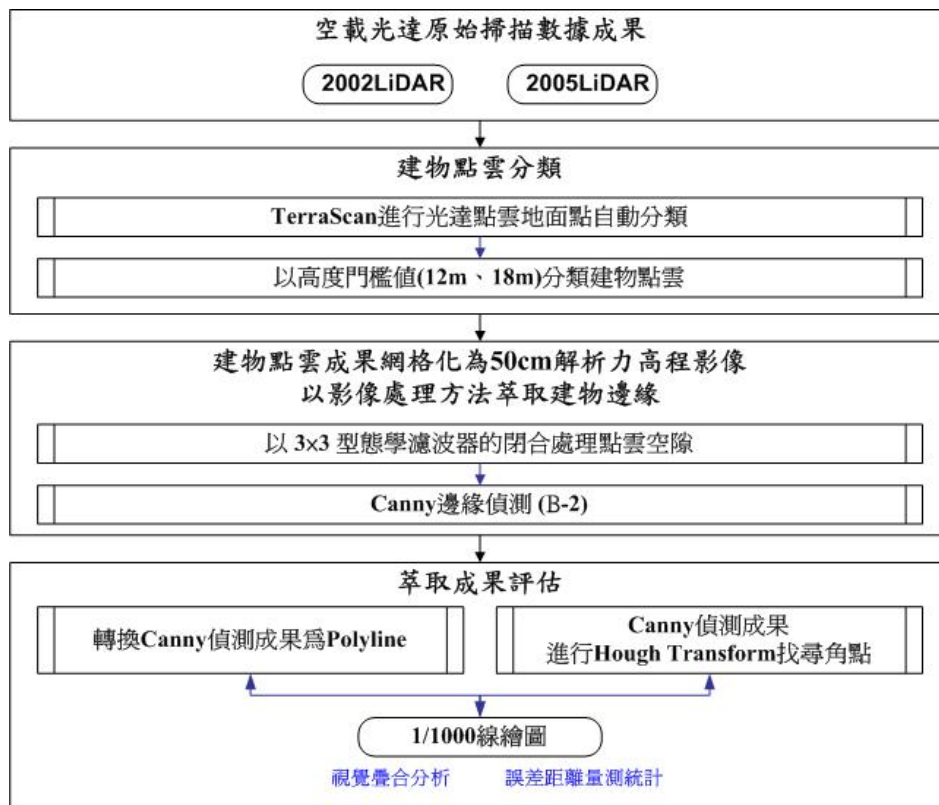 空載光達原始掃描數據成果
2002LiDAR
2005LiDAR
建物點雲分類
TerraScan進行光達點雲地面點自動分類
以高度門檻值(12m、18m)分類建物點雲
建物點雲成果網格化為50cm解析力高程影像
以影像處理方法萃取建物邊緣
以 3×3 型態學濾波器的閉合處理點雲空隙
Canny邊緣偵測 (B-2)
萃取成果評估
轉換Canny偵測成果為Polyline
Canny偵測成果
進行Hough Transform找尋角點
1/1000線繪圖
視覺疊合分析
誤差距離量測統計